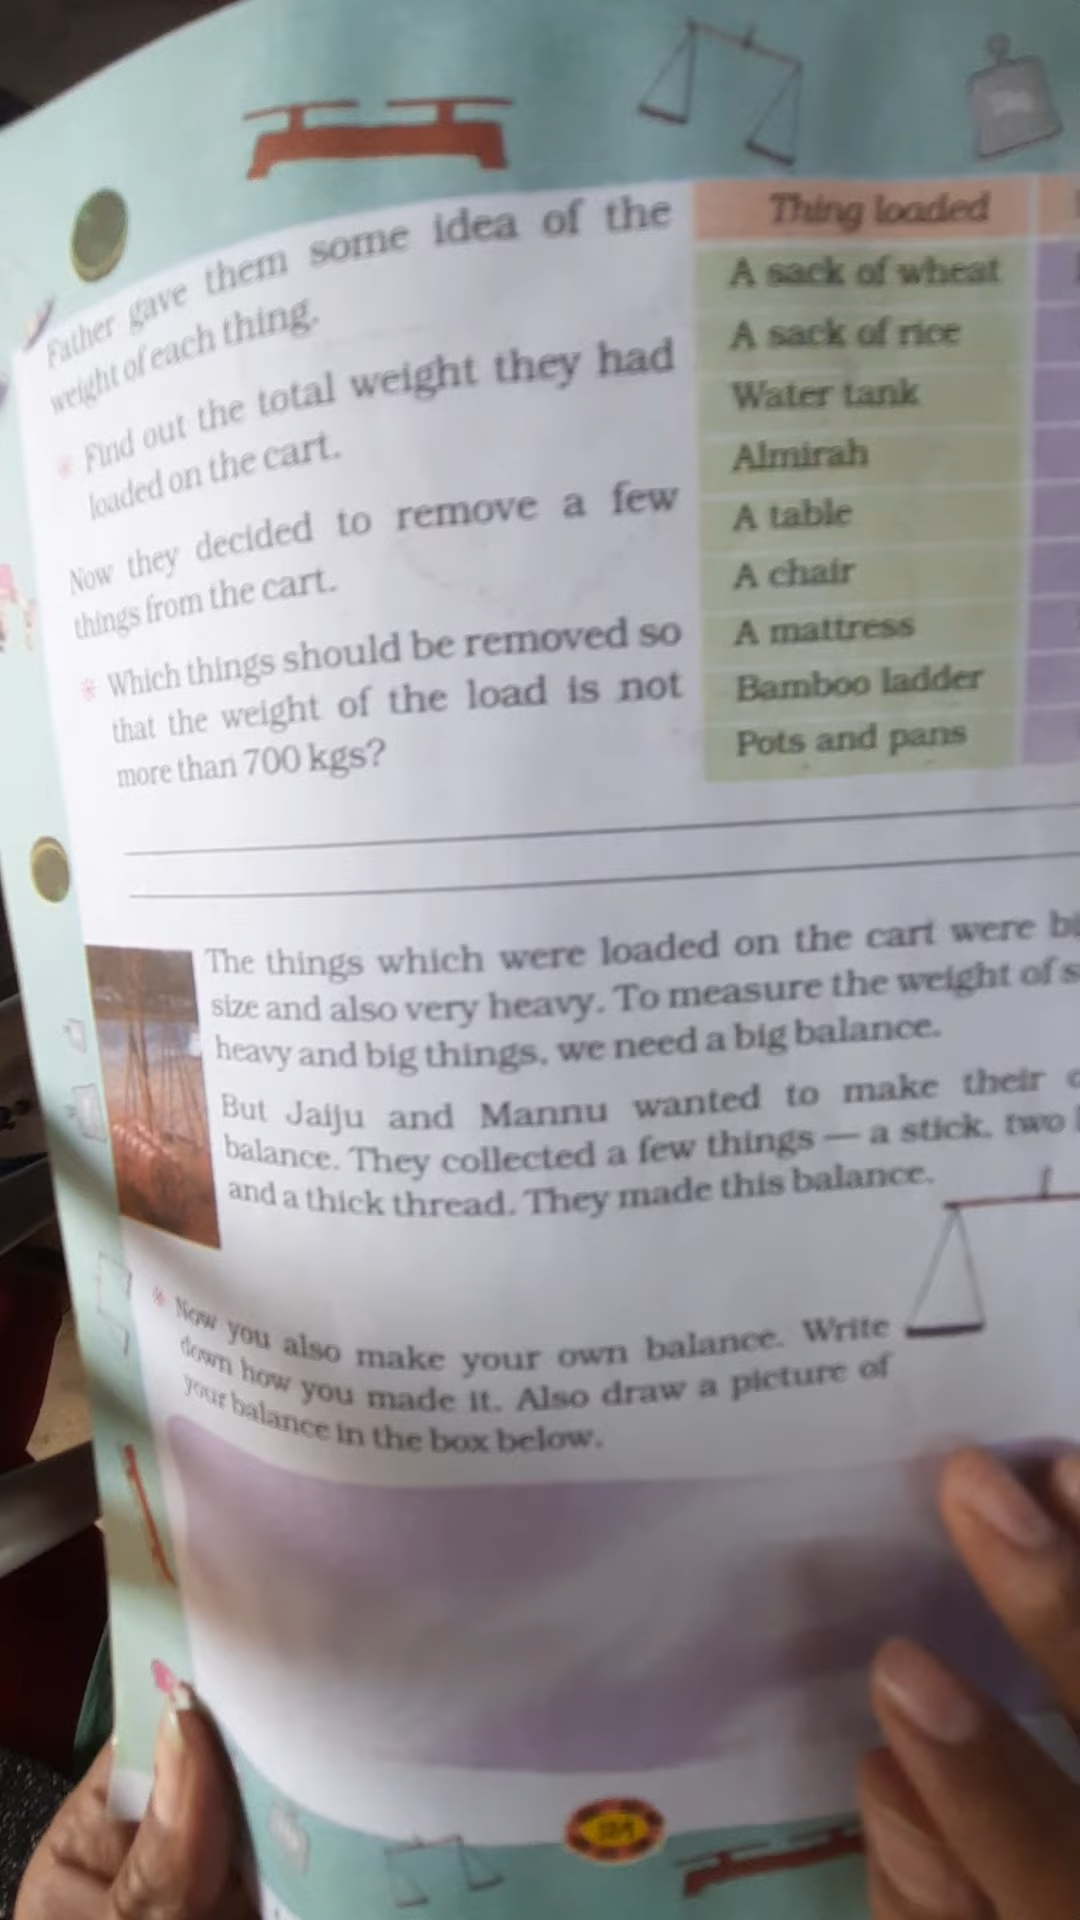 Father gave them some idea of the
weight of each thing.
Find out the total weight they had
loaded on the cart.
Now they decided to remove a few
things from the cart.
Which things should be removed so
that the weight of the load is not
more than 700 kgs?
Thing loaded
A sack of wheat
A sack of rice
Water tank
Almirah
A table
A chair
A mattress
Bamboo ladder
Pots and pans
The things which were loaded on the cart were
size and also very heavy. To measure the weight of
heavy and big things, we need a big balance.
But Jaiju and Mannu wanted to make their
balance. They collected a few things — a stick, two
and a thick thread. They made this balance.
Now you also make your own balance. Write
down how you made it. Also draw a picture of
your balance in the box below.